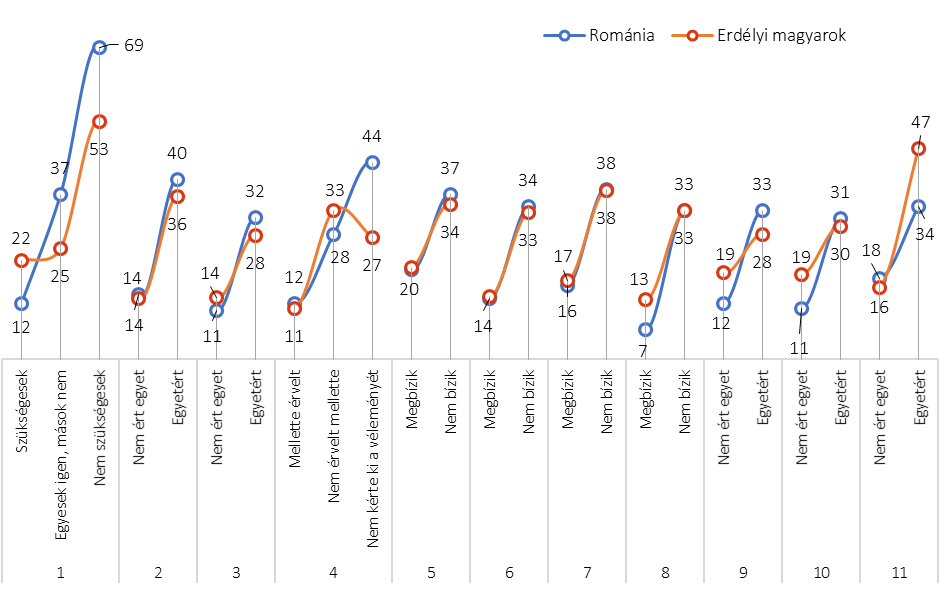 Románia
Erdélyi magyarok
69
22
37
53
12
25
14
40
14
36
14
32
11
28
12
33
44
11
28
27
37
20
34
34
14
33
17
38
16
38
13
33
7
33
19
33
12
28
19
31
11
30
18
47
16
34
Szükségesek
Egyesek igen, mások nem
Nem szükségesek
Nem ért egyet
Egyetért
Nem ért egyet
Egyetért
Mellette érvelt
Nem érvelt mellette
Nem kérte ki a véleményét
Megbízik
Nem bízik
Megbízik
Nem bízik
Megbízik
Nem bízik
Megbízik
Nem bízik
Nem ért egyet
Egyetért
Nem ért egyet
Egyetért
Nem ért egyet
Egyetért
1
2
3
4
5
6
7
8
9
10
11